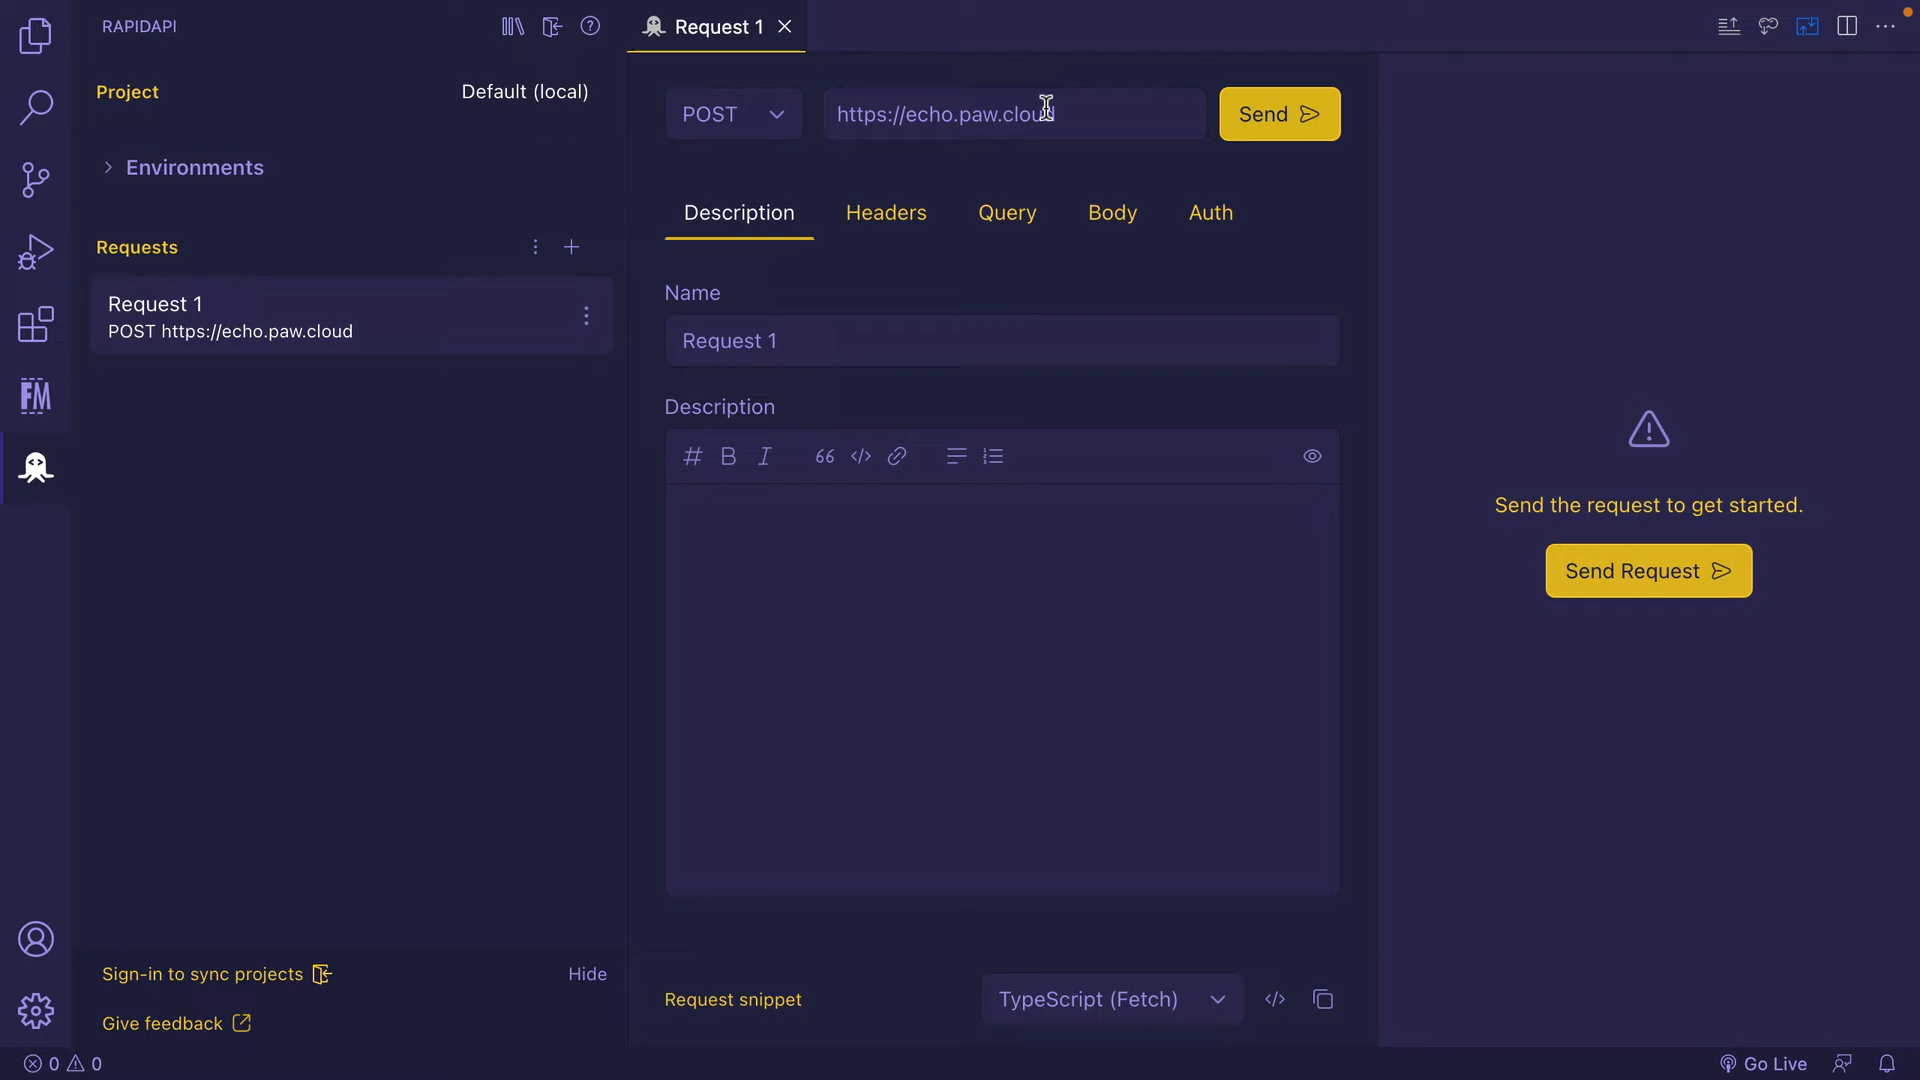 RAPIDAPI
Request 1
Project
Default (local)
POST
https://echo.paw.cloud
Send
Environments
Description
Headers
Query
Body
Auth
Requests
Request 1
POST https://echo.paw.cloud
Name
Request 1
Description
# B I 66 </>
Send the request to get started.
Send Request
Sign-in to sync projects
Hide
Request snippet
TypeScript (Fetch)
</>
Give feedback
0
0
Go Live
FM